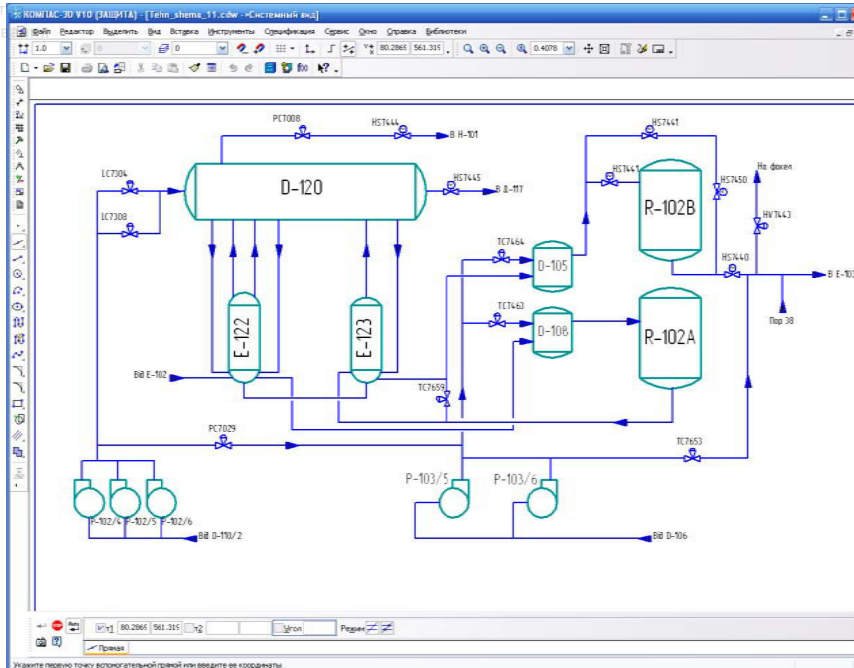 КОМПАС-3D V10 (ЗАЩИТА) - [Tehn_shema_11.cdw ->Системный вид]
Файл Редактор Выделить Вид Вставка Инструменты Спецификация Сервис Окно Справка Библиотеки
1.0 0 0 80.2865 561.315 0.4078
PCT008
HS7444
В Н-101
HS7441
LC7304
D-120
HS7445
В Д-117
HS7441
R-102B
HS7450
На факел
HV7443
LC7308
TC7464
D-105
HS7440
В Е-103
E-122
E-123
TCT463
D-108
R-102A
Пар 38
Від Е-102
TC7659
PC7029
TC7653
P-103/5
P-103/6
P-102/4
P-102/5
P-102/6
Від D-110/2
Від D-106
т1 80.2865 561.315 т2 Угол Режим
Прямая
Укажите первую точку вспомогательной прямой или введите ее координаты